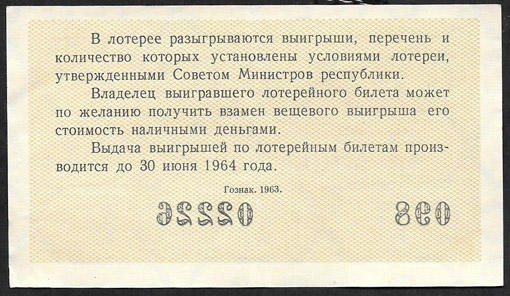 В лотерее разыгрываются выигрыши, перечень и
количество которых установлены условиями лотереи,
утвержденными Советом Министров республики.
Владелец выигравшего лотерейного билета может
по желанию получить взамен вещевого выигрыша его
стоимость наличными деньгами.
Выдача выигрышей по лотерейным билетам произ-
водится до 30 июня 1964 года.
Гознак. 1963.